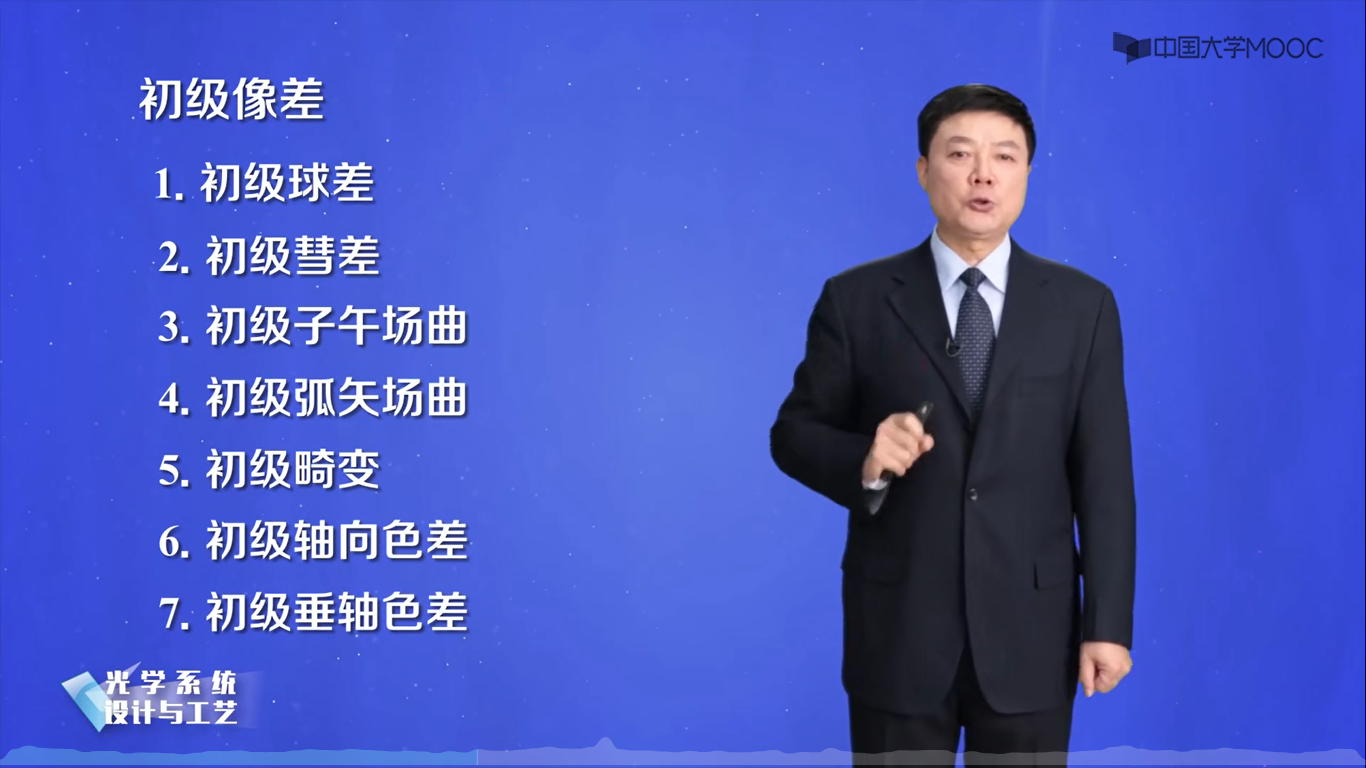 中国大学MOOC
初级像差
1. 初级球差
2. 初级彗差
3. 初级子午场曲
4. 初级弧矢场曲
5. 初级畸变
6. 初级轴向色差
7. 初级垂轴色差
光学系统
设计与工艺